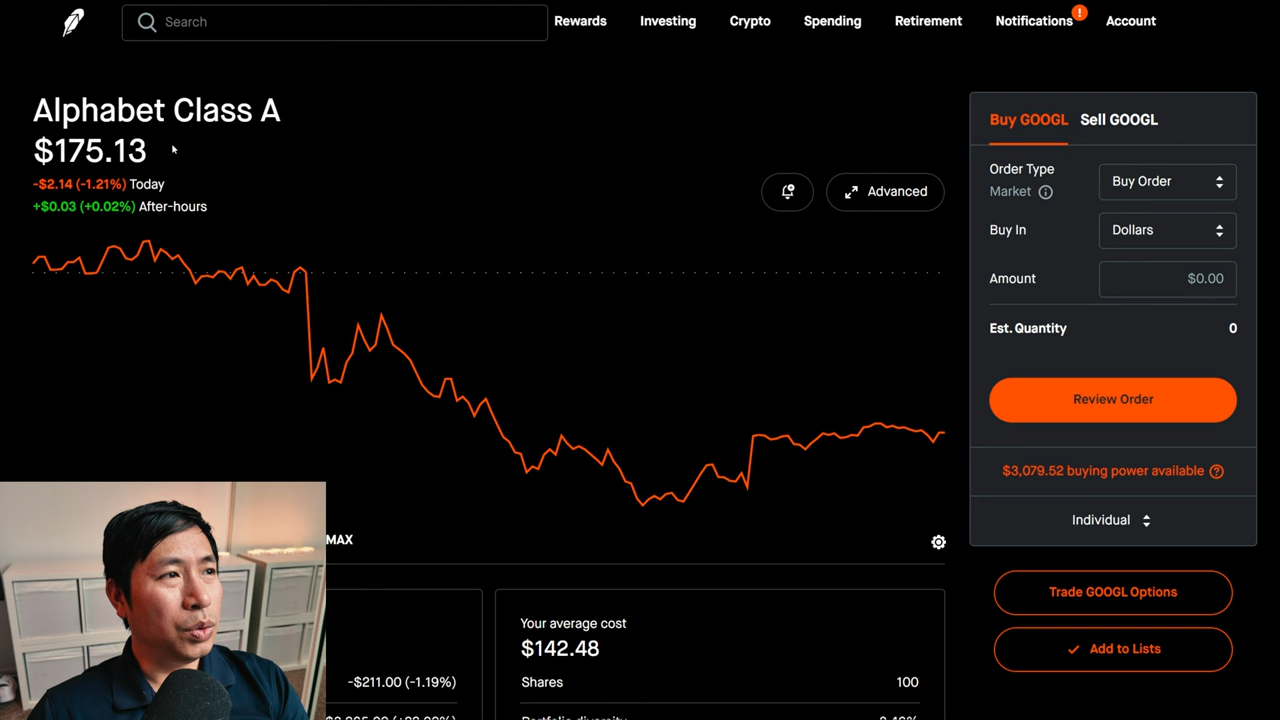 Search
Rewards
Investing
Crypto
Spending
Retirement
Notifications
!
Account
Alphabet Class A
$175.13
-$2.14 (-1.21%) Today
+$0.03 (+0.02%) After-hours
Advanced
MAX
-$211.00 (-1.19%)
Your average cost
$142.48
Shares
100
Portfolio diversity
Buy GOOGL
Sell GOOGL
Order Type
Market
Buy Order
Buy In
Dollars
Amount
$0.00
Est. Quantity
0
Review Order
$3,079.52 buying power available
Individual
Trade GOOGL Options
Add to Lists